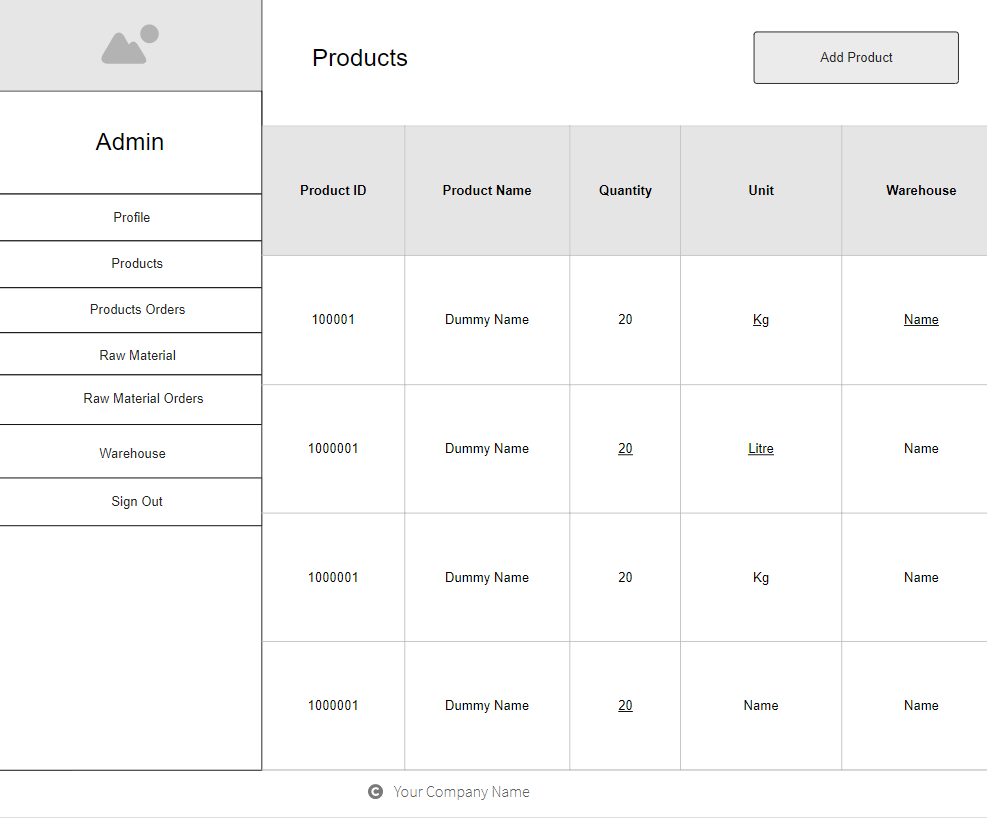 Products
Add Product
Admin
Profile
Products
Products Orders
Raw Material
Raw Material Orders
Warehouse
Sign Out
Product ID Product Name Quantity Unit Warehouse
100001 Dummy Name 20 Kg Name
1000001 Dummy Name 20 Litre Name
1000001 Dummy Name 20 Kg Name
1000001 Dummy Name 20 Name Name
© Your Company Name